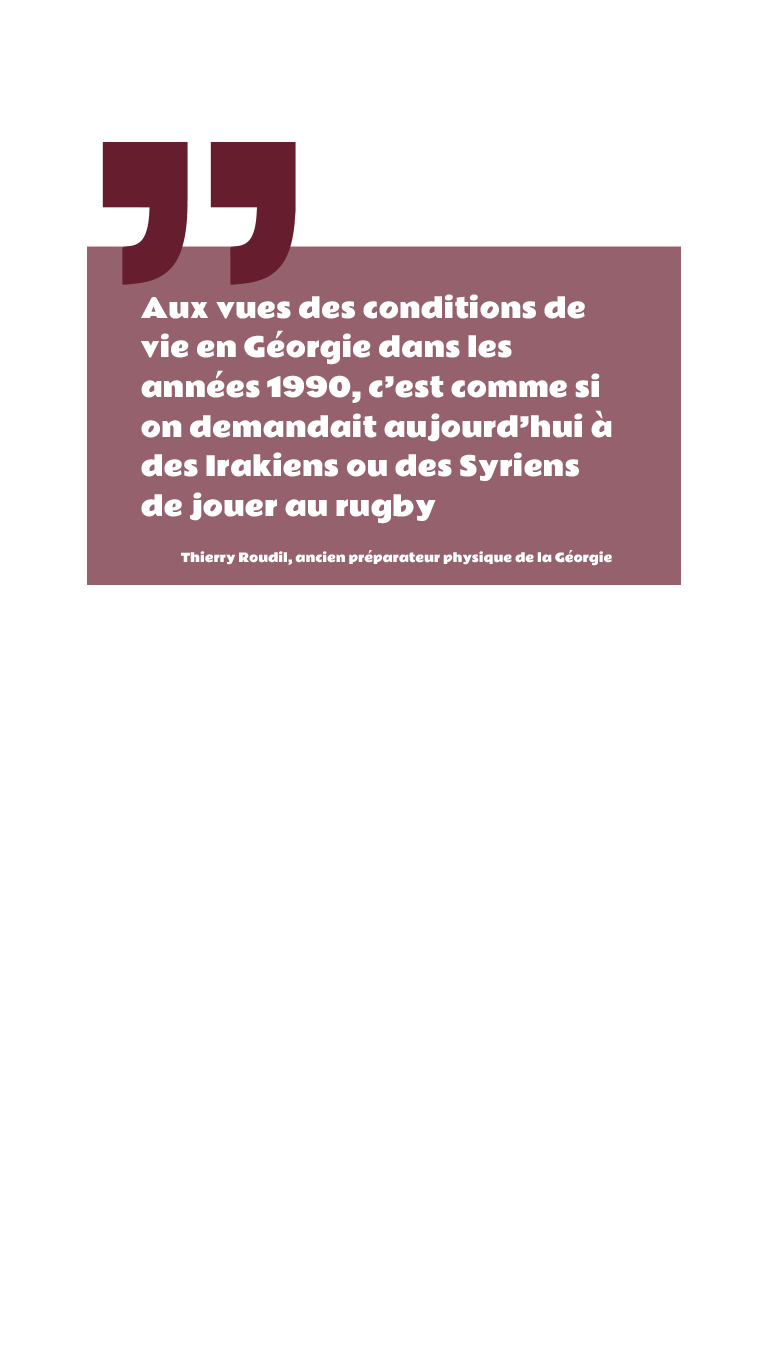 ”
Aux vues des conditions de
vie en Géorgie dans les
années 1990, c’est comme si
on demandait aujourd’hui à
des Irakiens ou des Syriens
de jouer au rugby
Thierry Roudil, ancien préparateur physique de la Géorgie